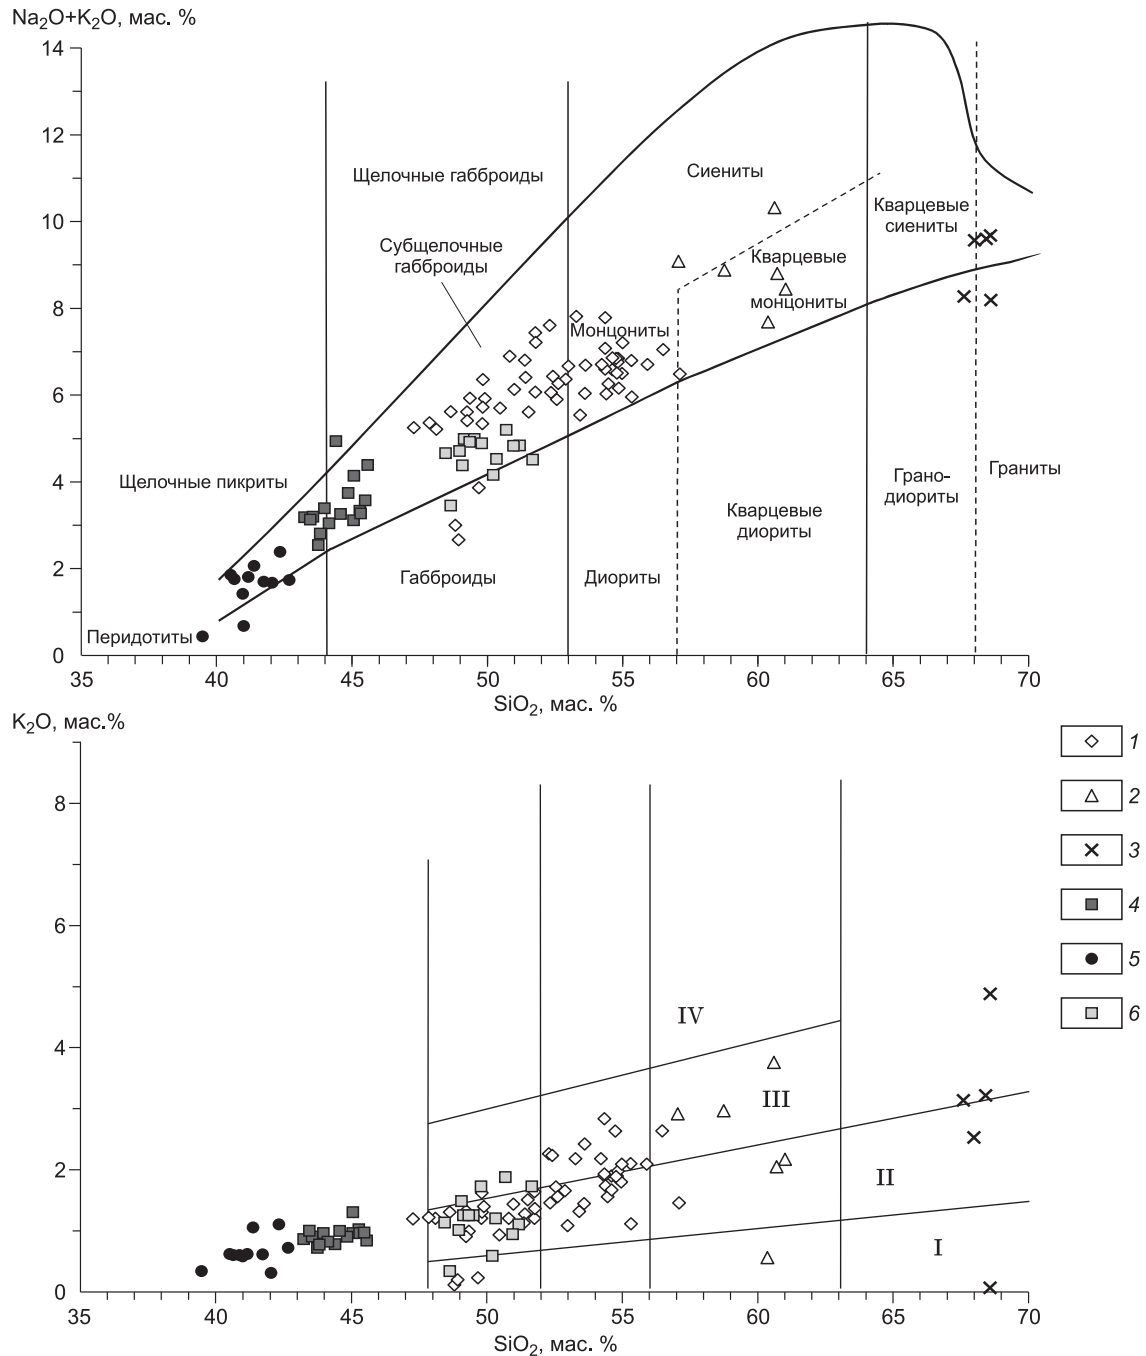 Na2O+K2O, мас. %
14
12
10
8
6
4
2
0
Щелочные габброиды
Сиениты
Субщелочные
габброиды
Кварцевые
сиениты
Кварцевые
монцониты
Монцониты
Щелочные пикриты
Грано-
диориты
Граниты
Кварцевые
диориты
Габброиды
Диориты
Перидотиты
35 40 45 50 55 60 65 70
SiO2, мас. %
K2O, мас.%
8
6
4
2
0
IV
III
II
I
35 40 45 50 55 60 65 70
SiO2, мас. %
1
2
3
4
5
6